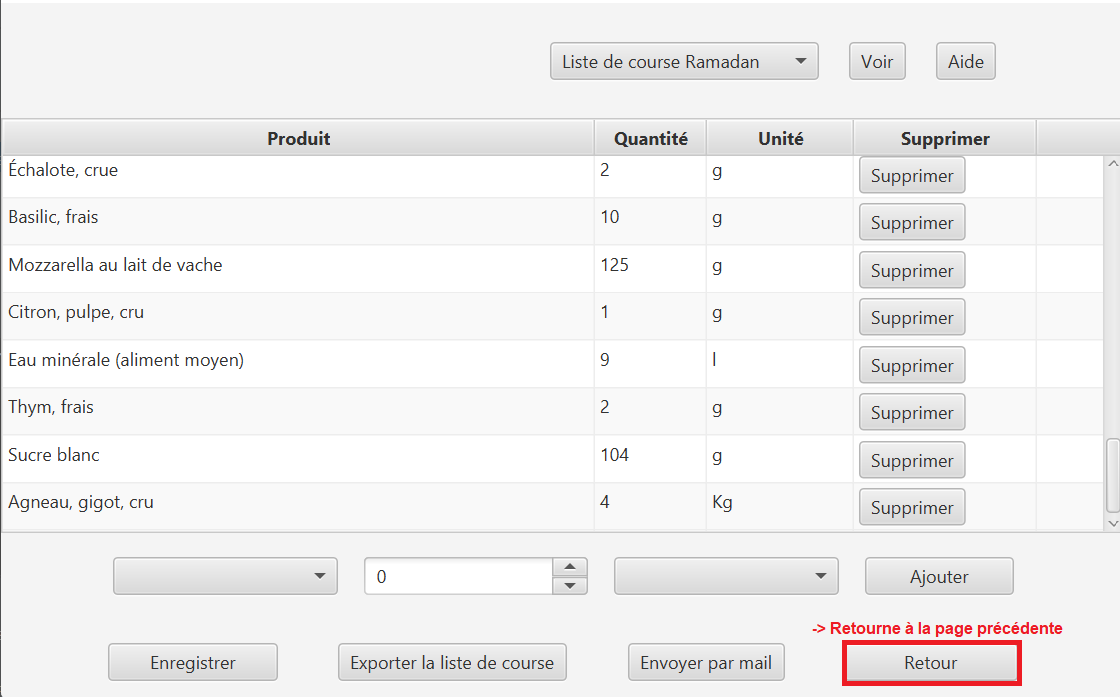 Liste de course Ramadan Voir Aide
Produit Quantité Unité Supprimer
Échalote, crue 2 g Supprimer
Basilic, frais 10 g Supprimer
Mozzarella au lait de vache 125 g Supprimer
Citron, pulpe, cru 1 g Supprimer
Eau minérale (aliment moyen) 9 l Supprimer
Thym, frais 2 g Supprimer
Sucre blanc 104 g Supprimer
Agneau, gigot, cru 4 Kg Supprimer
0 Ajouter
-> Retourne à la page précédente
Enregistrer Exporter la liste de course Envoyer par mail Retour